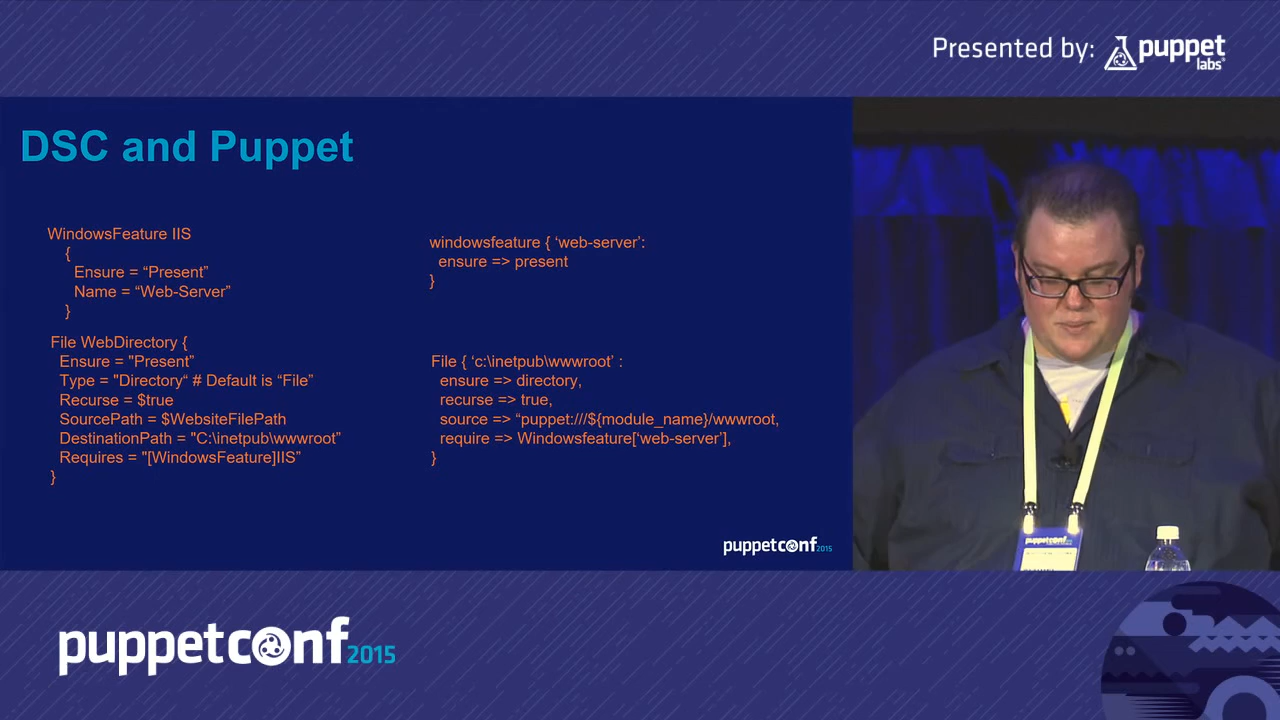 Presented by: puppet labs
DSC and Puppet
WindowsFeature IIS
{
Ensure = “Present”
Name = “Web-Server”
}
File WebDirectory {
Ensure = "Present”
Type = "Directory“ # Default is “File”
Recurse = $true
SourcePath = $WebsiteFilePath
DestinationPath = "C:\inetpub\wwwroot”
Requires = "[WindowsFeature]IIS”
}
windowsfeature { ‘web-server’:
ensure => present
}
File { ‘c:\inetpub\wwwroot’ :
ensure => directory,
recurse => true,
source => “puppet:///${module_name}/wwwroot,
require => Windowsfeature[‘web-server’],
}
puppetconf 2015
puppetconf
puppetconf 2015